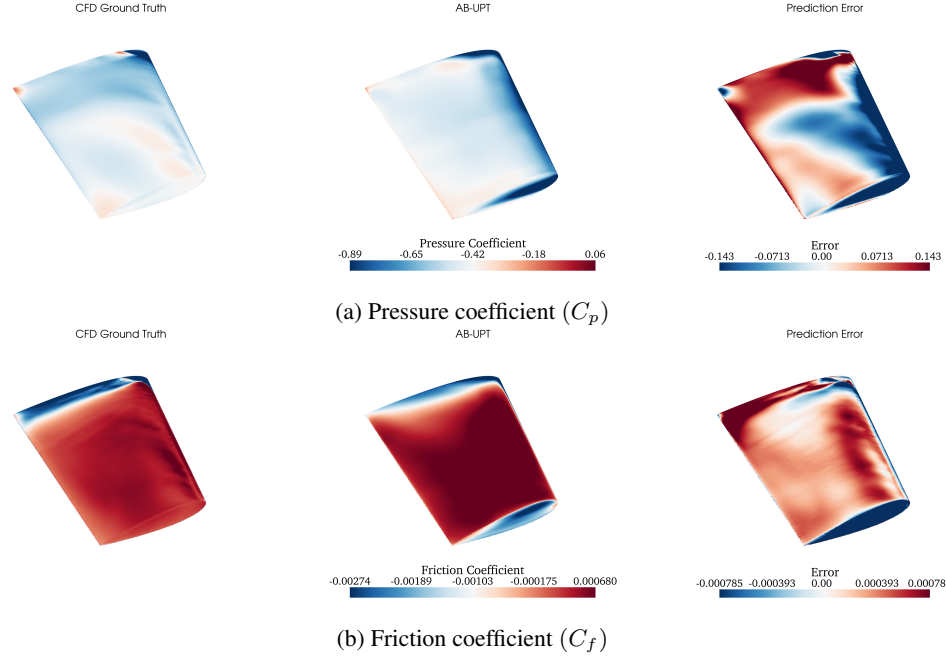 CFD Ground Truth
AB-UPT
Prediction Error
Pressure Coefficient
-0.89 -0.65 -0.42 -0.18 0.06
Error
-0.143 -0.0713 0.00 0.0713 0.143
(a) Pressure coefficient (Cp)
CFD Ground Truth
AB-UPT
Prediction Error
Friction Coefficient
-0.00274 -0.00189 -0.00103 -0.000175 0.000680
Error
-0.000785 -0.000393 0.00 0.000393 0.00078
(b) Friction coefficient (Cf)